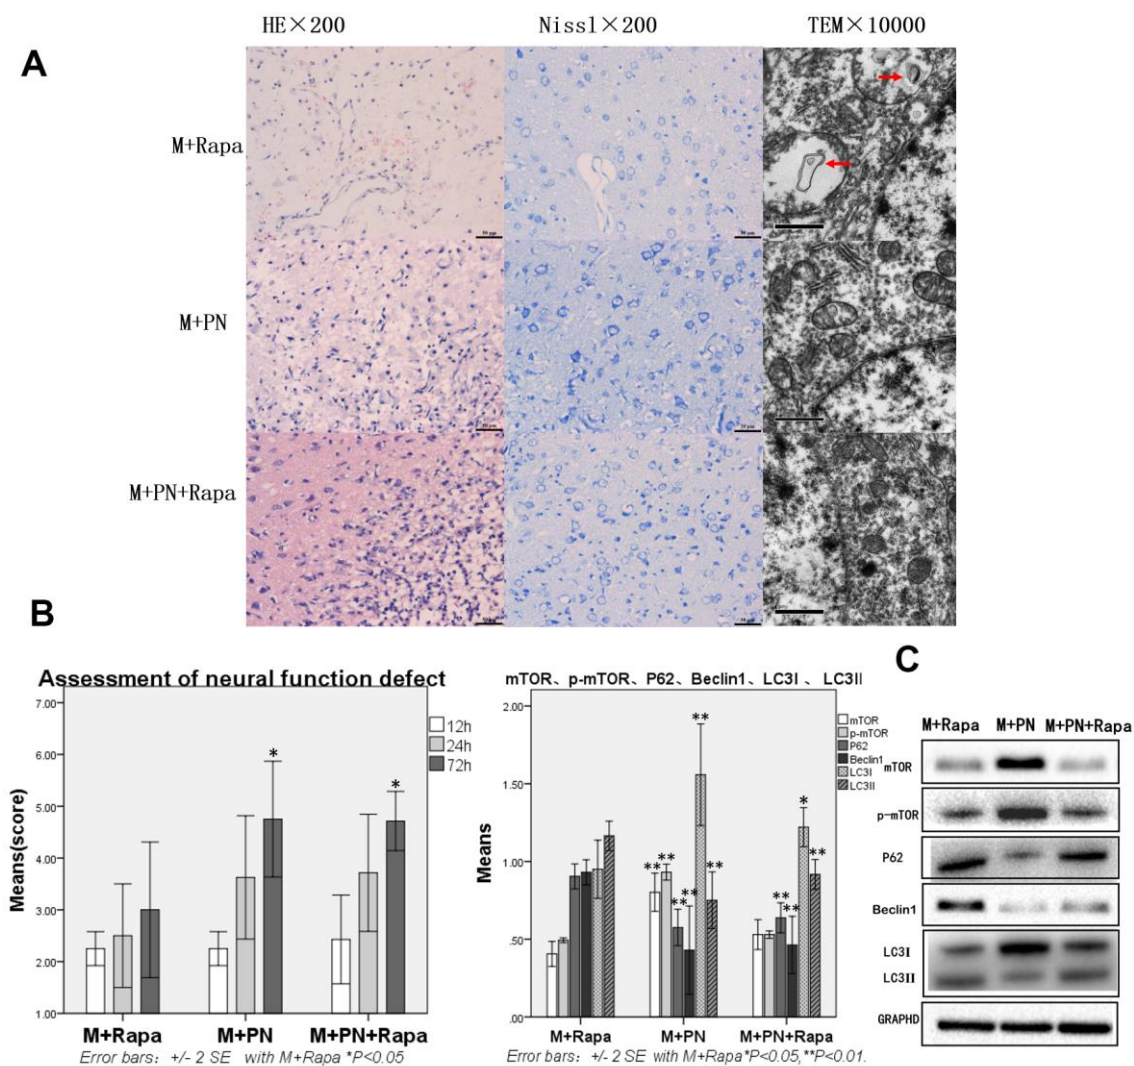 HE×200 Nissl×200 TEM×10000
A
M+Rapa
M+PN
M+PN+Rapa
B
Assessment of neural function defect
7.00
6.00
5.00
4.00
3.00
2.00
1.00
Means(score)
12h
24h
72h
*
*
M+Rapa M+PN M+PN+Rapa
Error bars: +/- 2 SE with M+Rapa *P<0.05
mTOR、p-mTOR、P62、Beclin1、LC3I 、LC3II
2.00
1.50
1.00
.50
.00
Means
mTOR
p-mTOR
P62
Beclin1
LC3I
LC3II
** ** ** ** ** **
** ** * **
M+Rapa M+PN M+PN+Rapa
Error bars: +/- 2 SE with M+Rapa*P<0.05,**P<0.01.
C
M+Rapa M+PN M+PN+Rapa
mTOR
p-mTOR
P62
Beclin1
LC3I
LC3II
GRAPHD